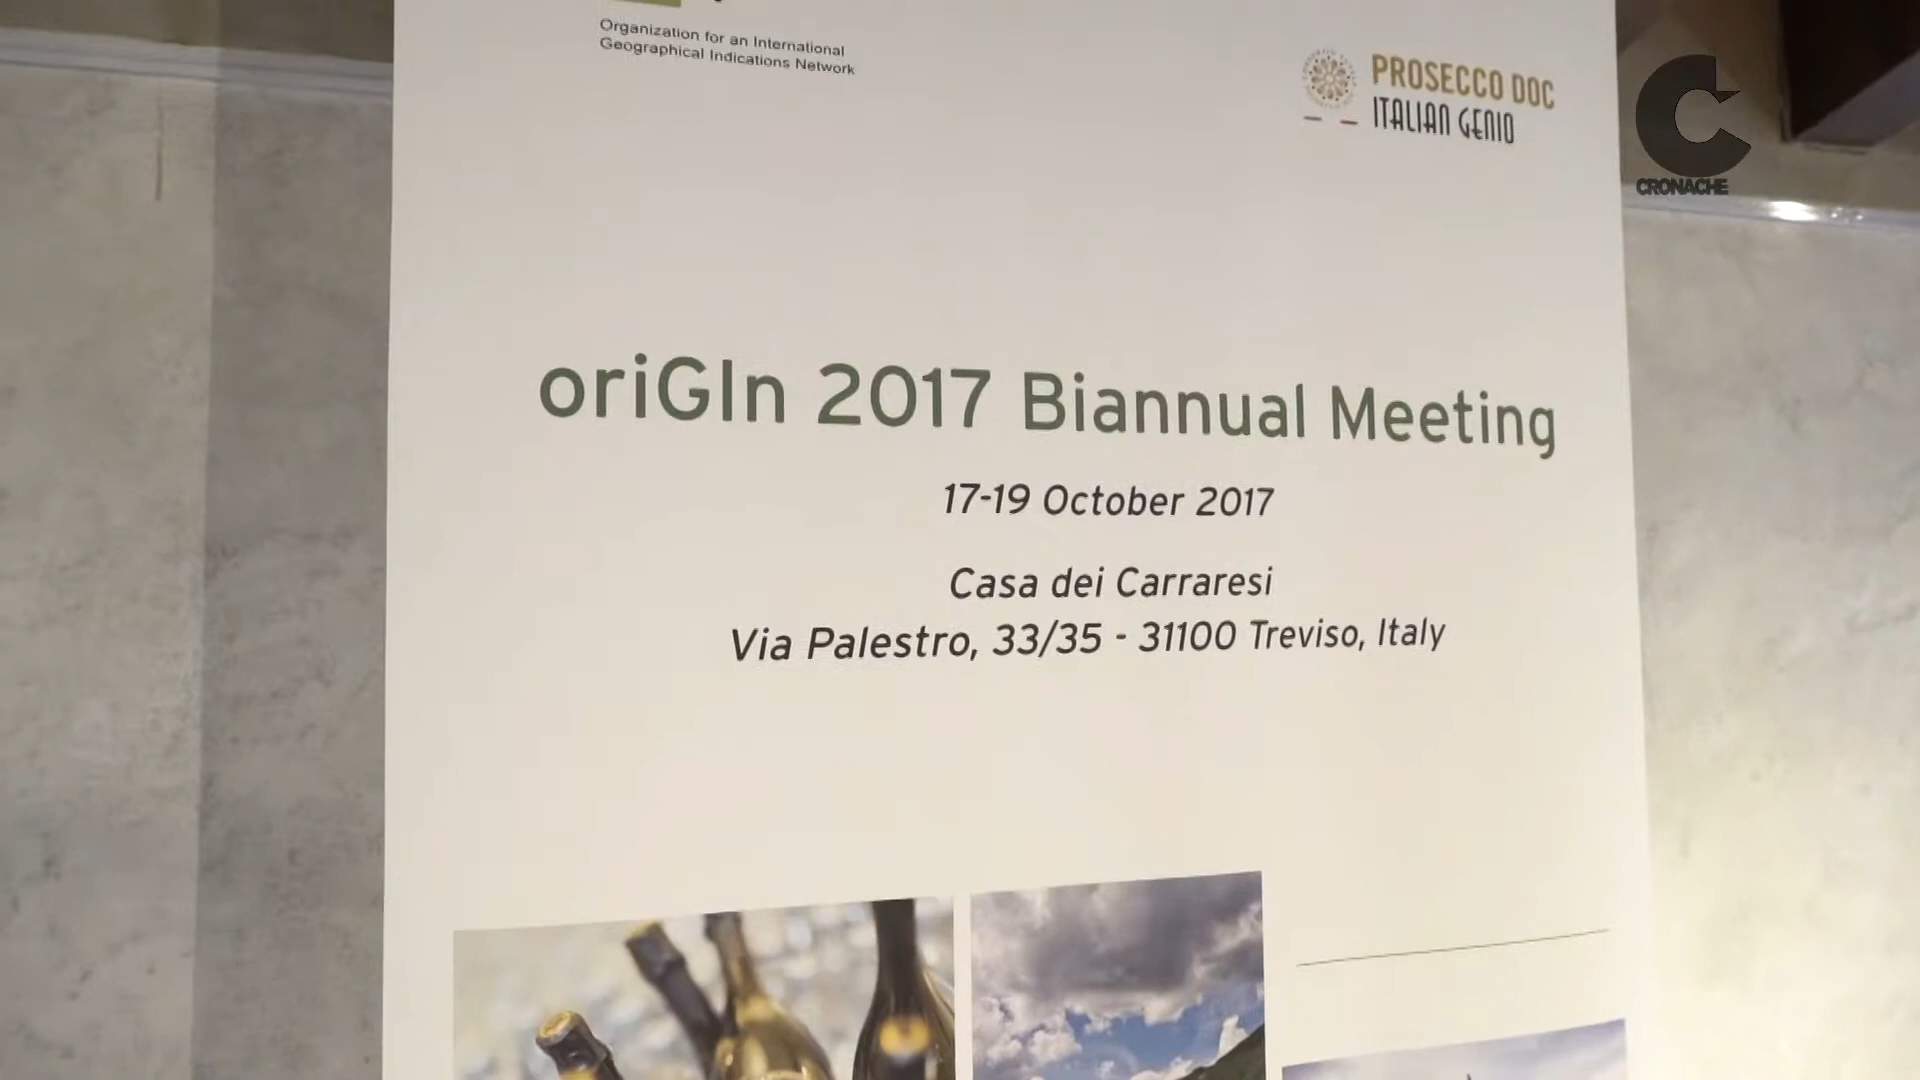 Organization for an International
Geographical Indications Network
PROSECCO DOC
ITALIAN GENIO
CRONACHE
oriGIn 2017 Biannual Meeting
17-19 October 2017
Casa dei Carraresi
Via Palestro, 33/35 - 31100 Treviso, Italy